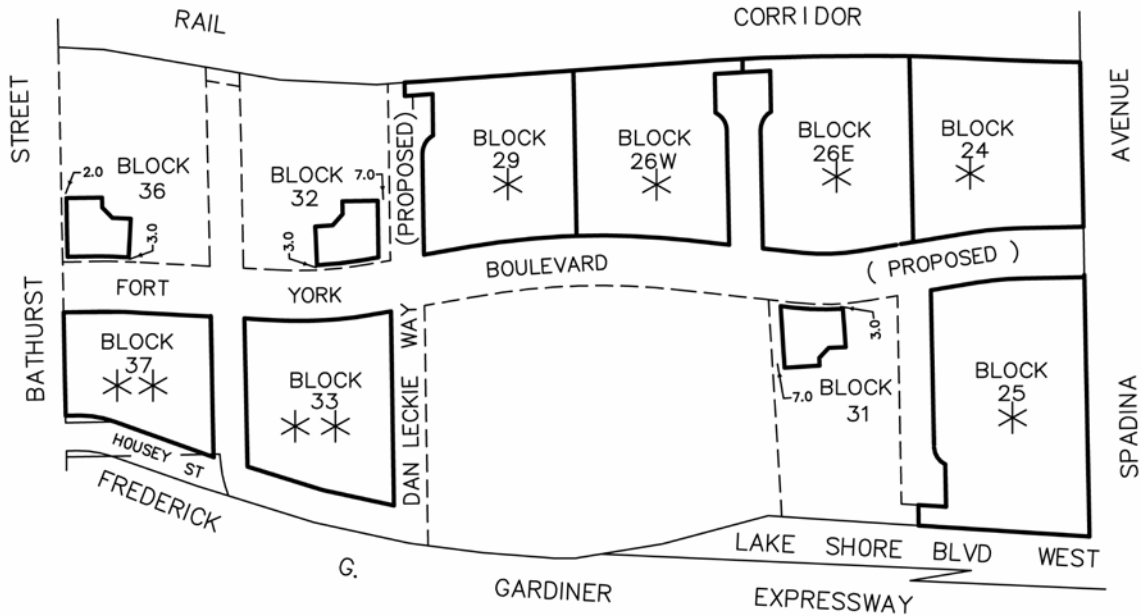 RAIL CORRIDOR
STREET
AVENUE
BLOCK
36
2.0
3.0
BLOCK
32
7.0
3.0
(PROPOSED)
BLOCK
29
*
BLOCK
26W
*
BLOCK
26E
*
BLOCK
24
*
FORT YORK BOULEVARD ( PROPOSED )
BATHURST
BLOCK
37
* *
BLOCK
33
* *
DAN LECKIE WAY
3.0
7.0
BLOCK
31
BLOCK
25
*
SPADINA
HOUSEY ST
FREDERICK G. GARDINER EXPRESSWAY
LAKE SHORE BLVD WEST